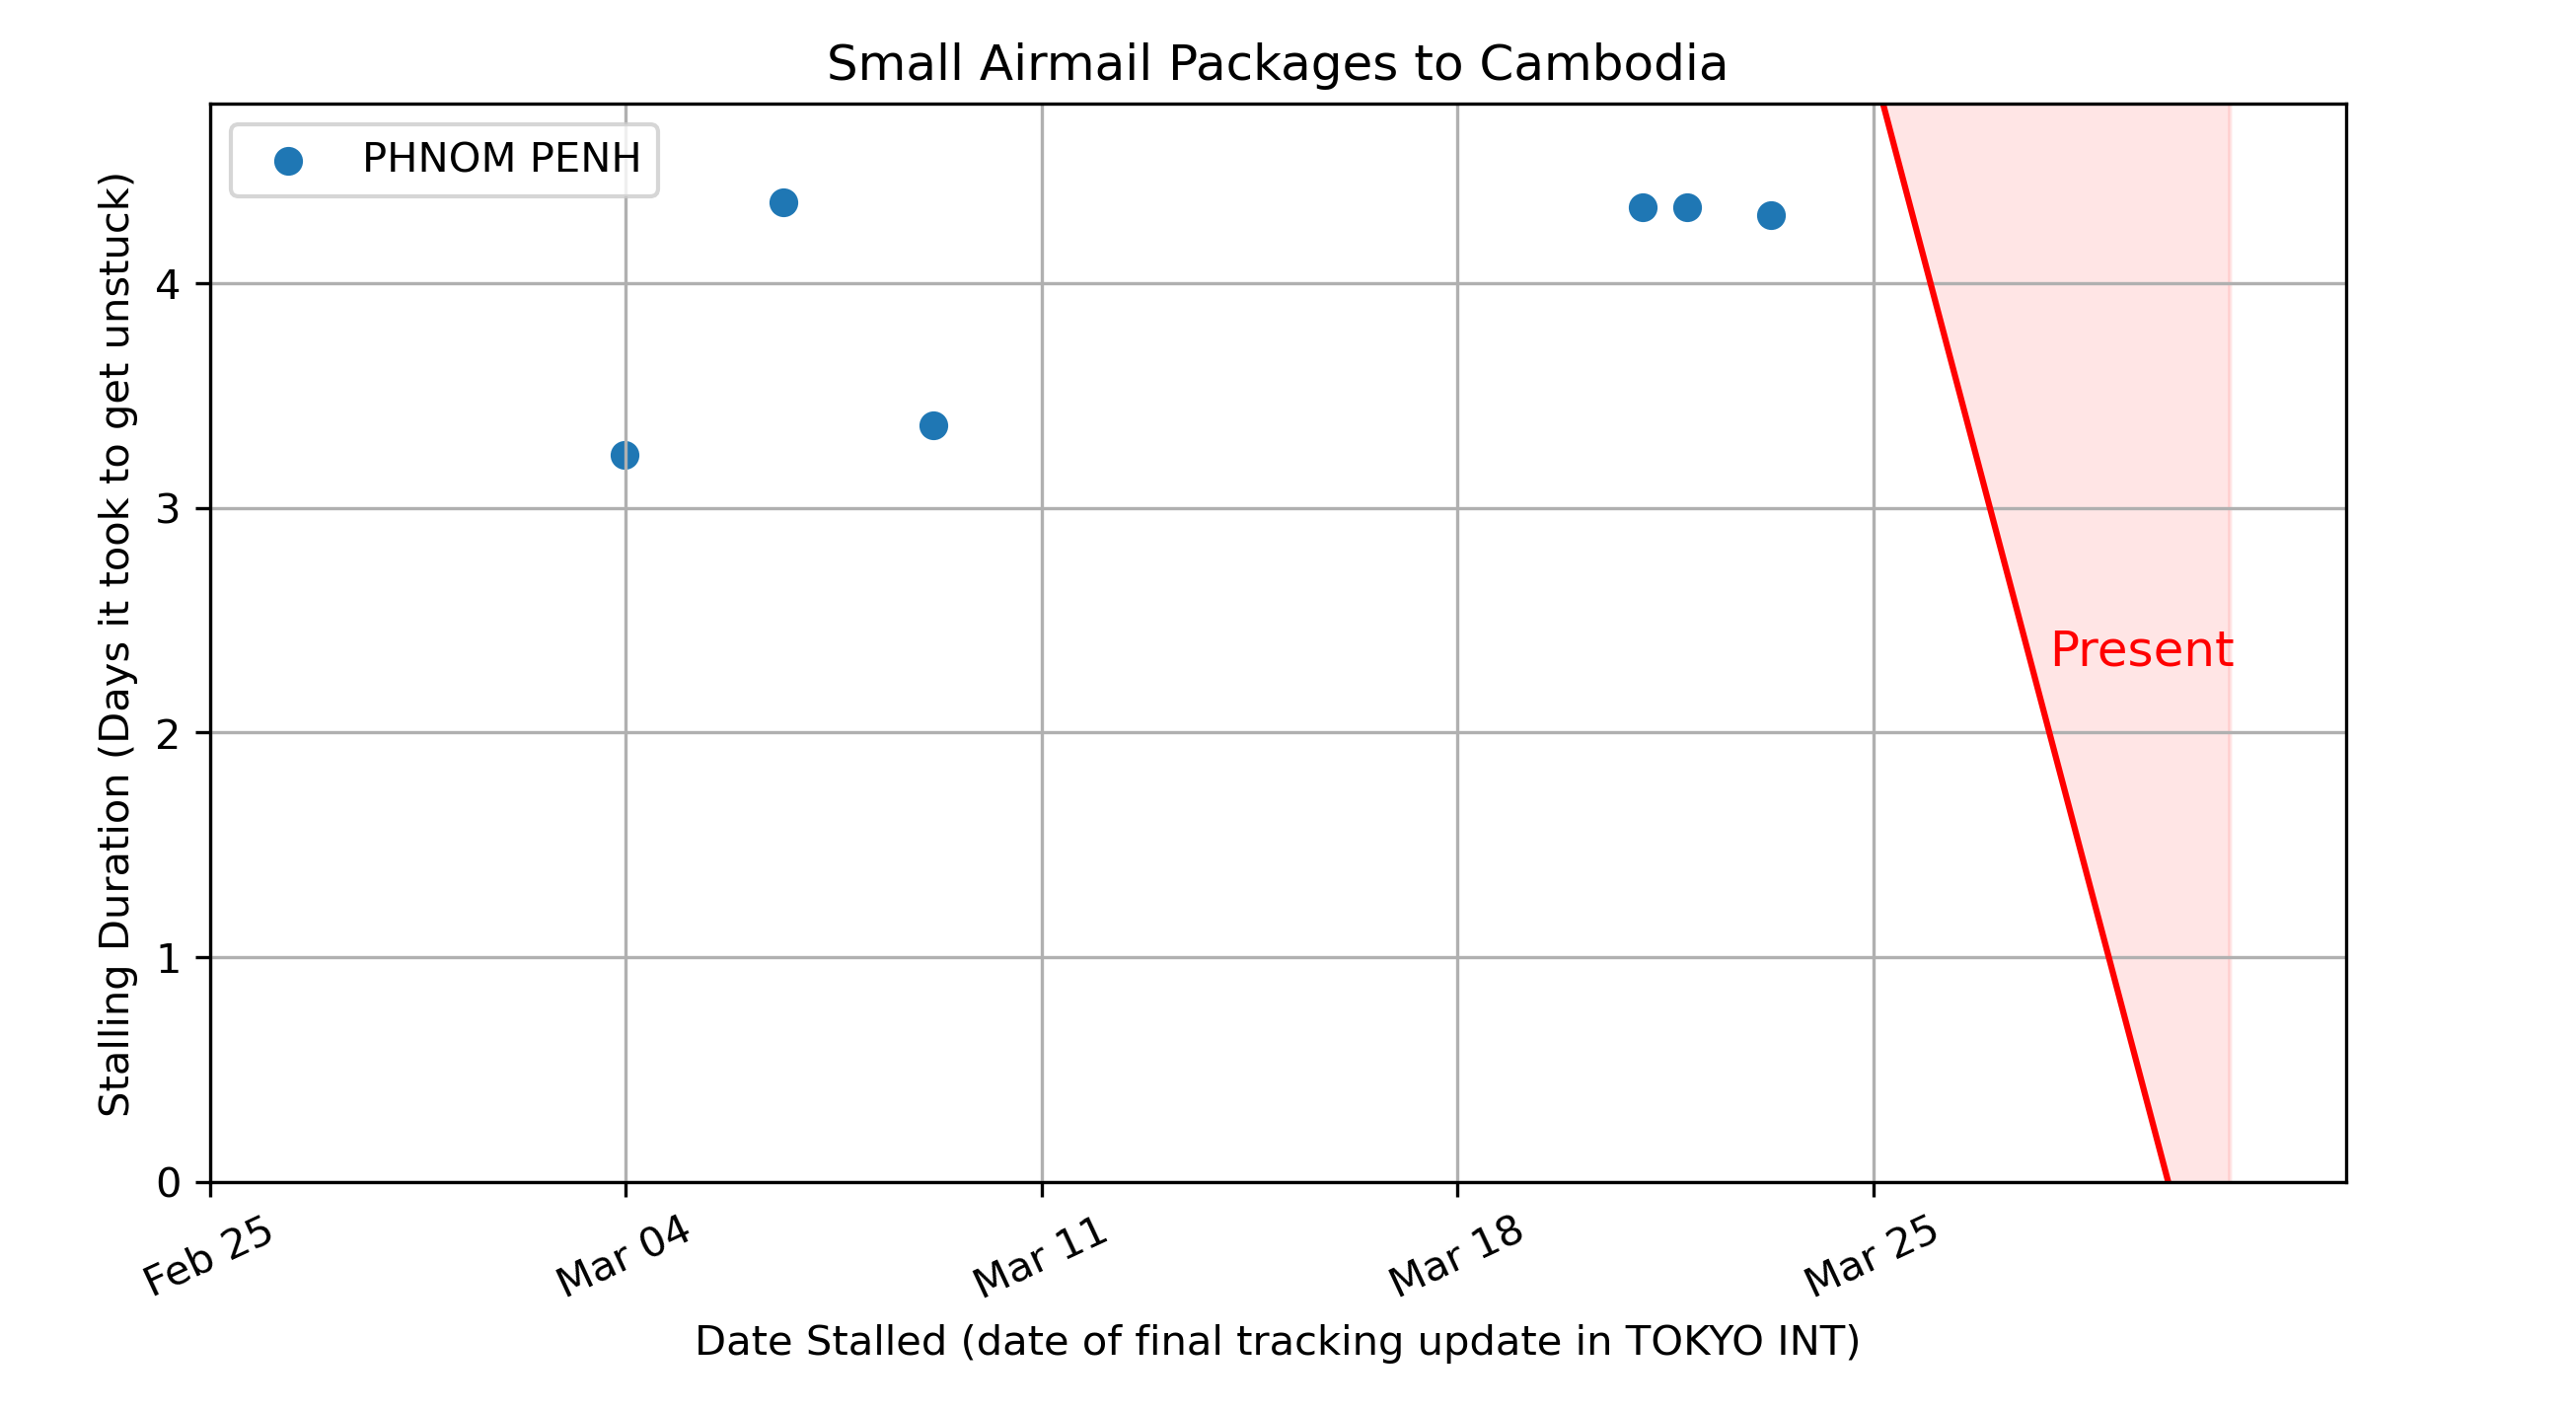 Small Airmail Packages to Cambodia
PHNOM PENH
Stalling Duration (Days it took to get unstuck)
4
3
2
1
0
Present
Feb 25
Mar 04
Mar 11
Mar 18
Mar 25
Date Stalled (date of final tracking update in TOKYO INT)